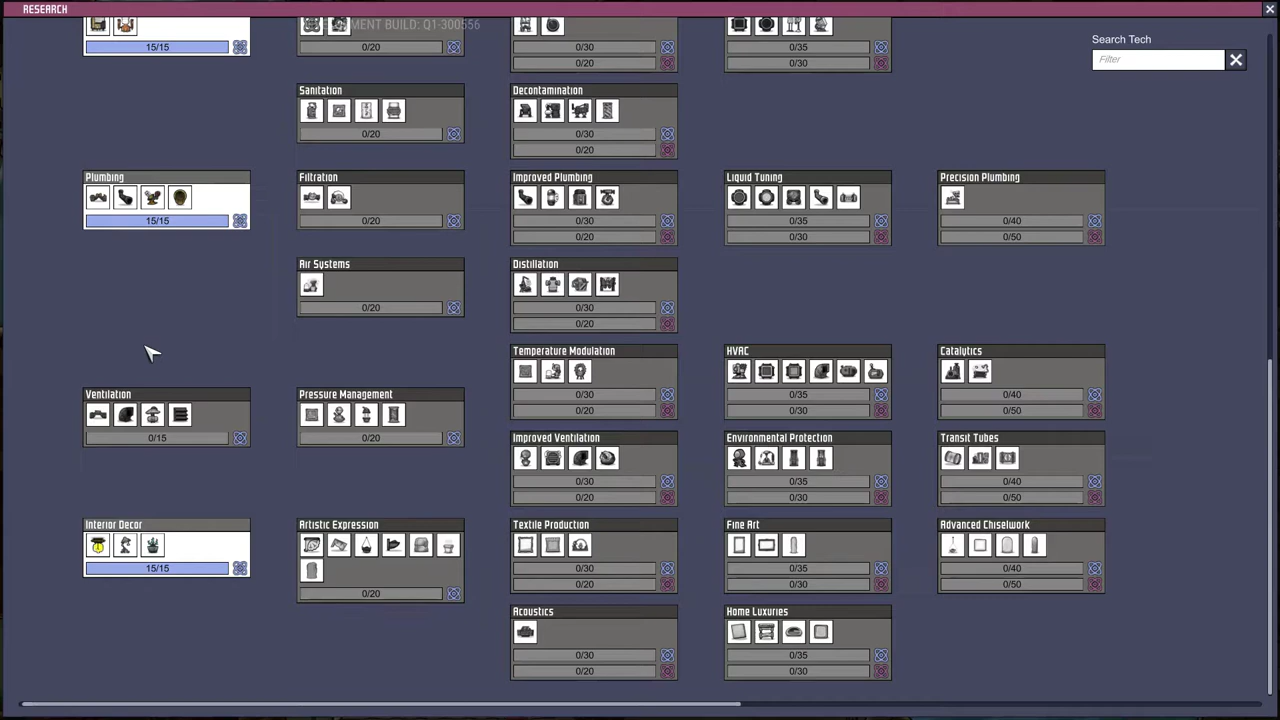 RESEARCH
MENT BUILD: Q1-300556
Search Tech
Filter
15/15
0/20
0/30
0/20
0/35
0/30
Sanitation
0/20
Decontamination
0/30
0/20
Plumbing
15/15
Filtration
0/20
Improved Plumbing
0/30
0/20
Liquid Tuning
0/35
0/30
Precision Plumbing
0/40
0/50
Air Systems
0/20
Distillation
0/30
0/20
Temperature Modulation
0/30
0/20
HVAC
0/35
0/30
Catalytics
0/40
0/50
Ventilation
0/15
Pressure Management
0/20
Improved Ventilation
0/30
0/20
Environmental Protection
0/35
0/30
Transit Tubes
0/40
0/50
Interior Decor
15/15
Artistic Expression
0/20
Textile Production
0/30
0/20
Fine Art
0/35
0/30
Advanced Chiselwork
0/40
0/50
Acoustics
0/30
0/20
Home Luxuries
0/35
0/30